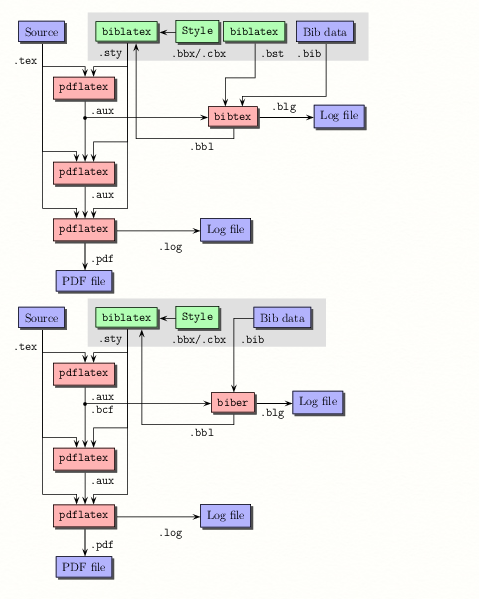 Source
biblatex
Style
biblatex
Bib data
.tex
.sty
.bbx/.cbx
.bst
.bib
pdflatex
.aux
bibtex
.blg
Log file
.bbl
pdflatex
.aux
pdflatex
Log file
.log
.pdf
PDF file
Source
biblatex
Style
Bib data
.tex
.sty
.bbx/.cbx
.bib
pdflatex
.aux
.bcf
biber
.blg
Log file
.bbl
pdflatex
.aux
pdflatex
Log file
.log
.pdf
PDF file